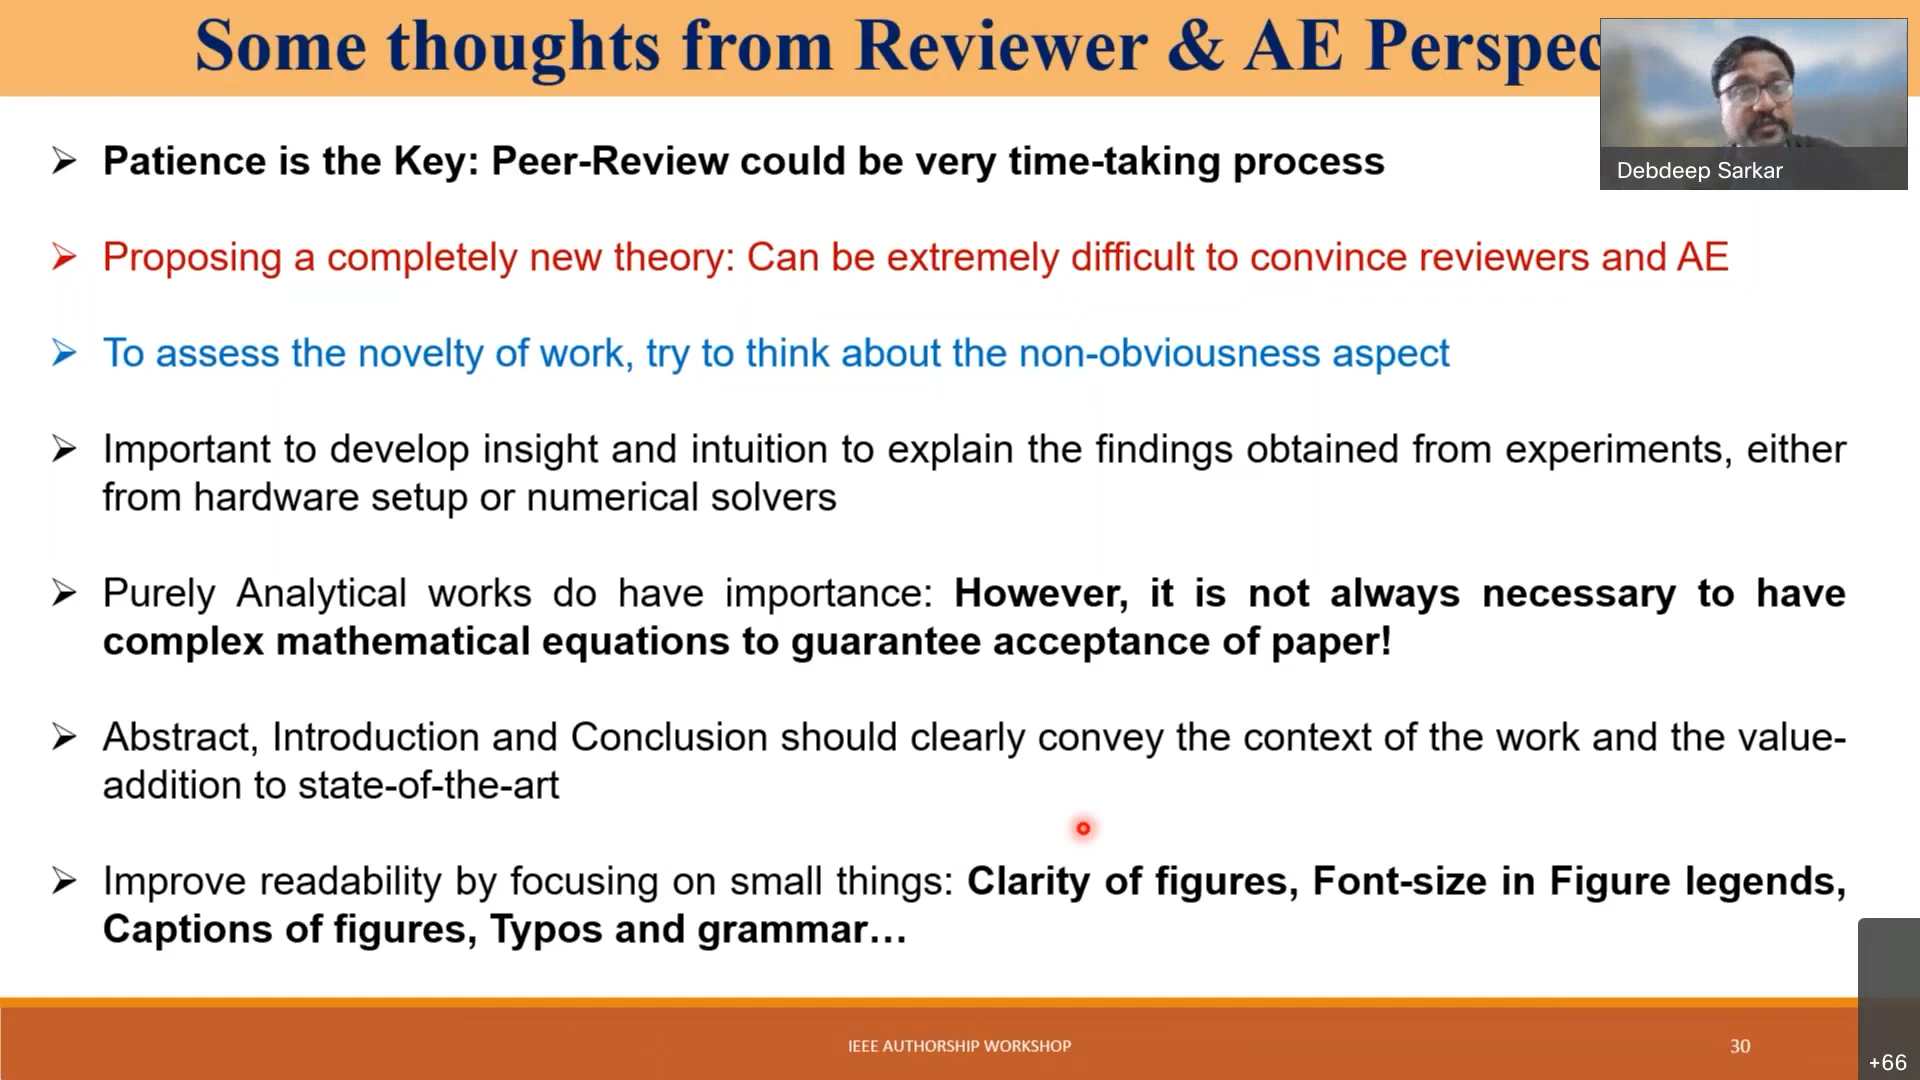 Some thoughts from Reviewer & AE Perspec
Debdeep Sarkar
➢ Patience is the Key: Peer-Review could be very time-taking process
➢ Proposing a completely new theory: Can be extremely difficult to convince reviewers and AE
➢ To assess the novelty of work, try to think about the non-obviousness aspect
➢ Important to develop insight and intuition to explain the findings obtained from experiments, either
from hardware setup or numerical solvers
➢ Purely Analytical works do have importance: However, it is not always necessary to have
complex mathematical equations to guarantee acceptance of paper!
➢ Abstract, Introduction and Conclusion should clearly convey the context of the work and the value-
addition to state-of-the-art
➢ Improve readability by focusing on small things: Clarity of figures, Font-size in Figure legends,
Captions of figures, Typos and grammar…
IEEE AUTHORSHIP WORKSHOP
30
+66